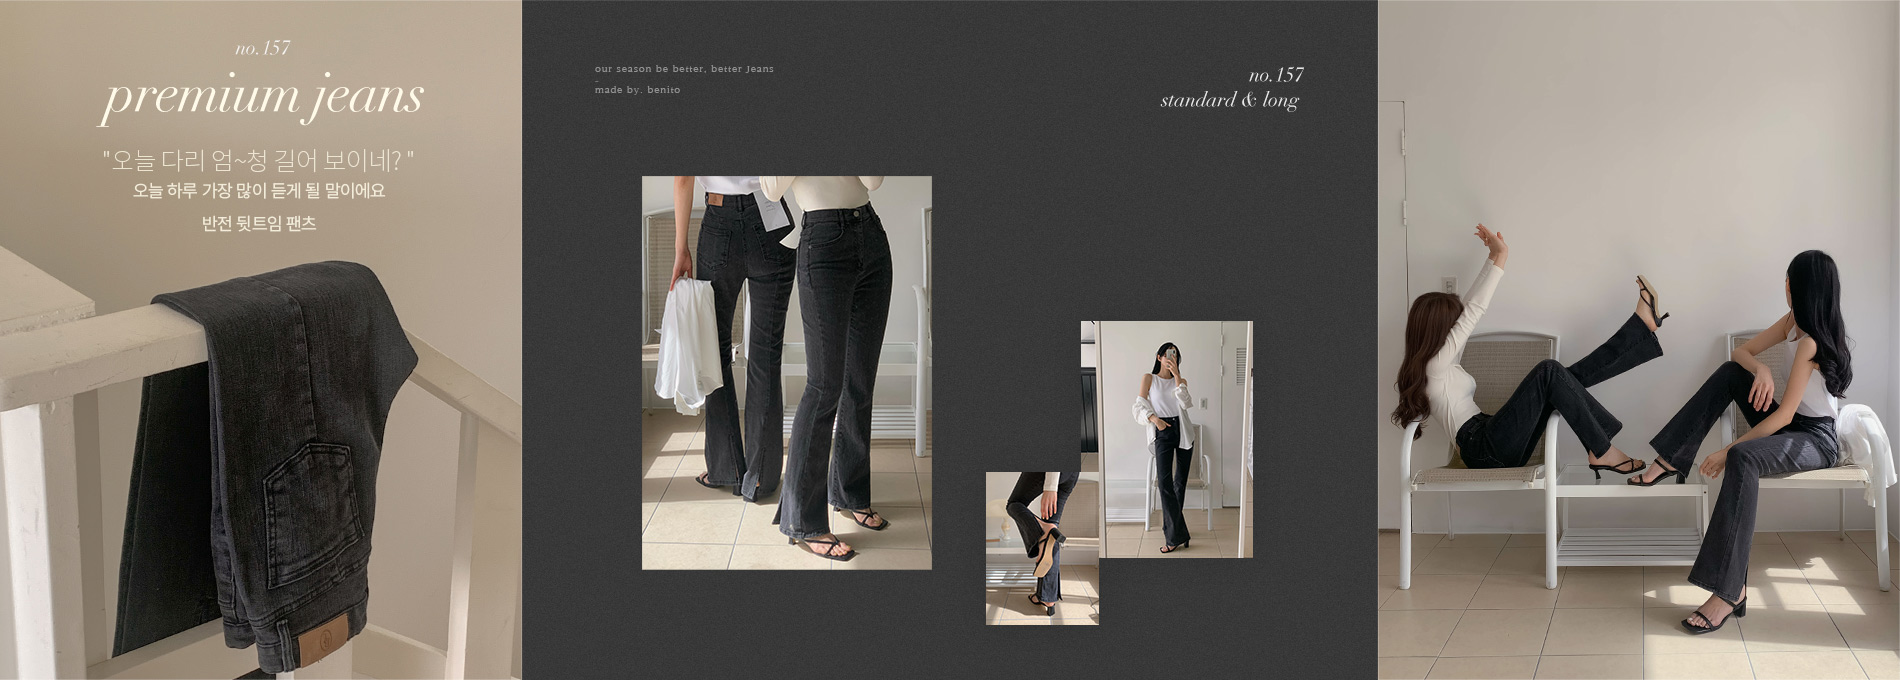 no.157
premium jeans
"오늘 다리 엄~청 길어 보이네? "
오늘 하루 가장 많이 듣게 될 말이에요
반전 뒷트임 팬츠
our season be better, better Jeans
-
made by. benito
no.157
standard & long